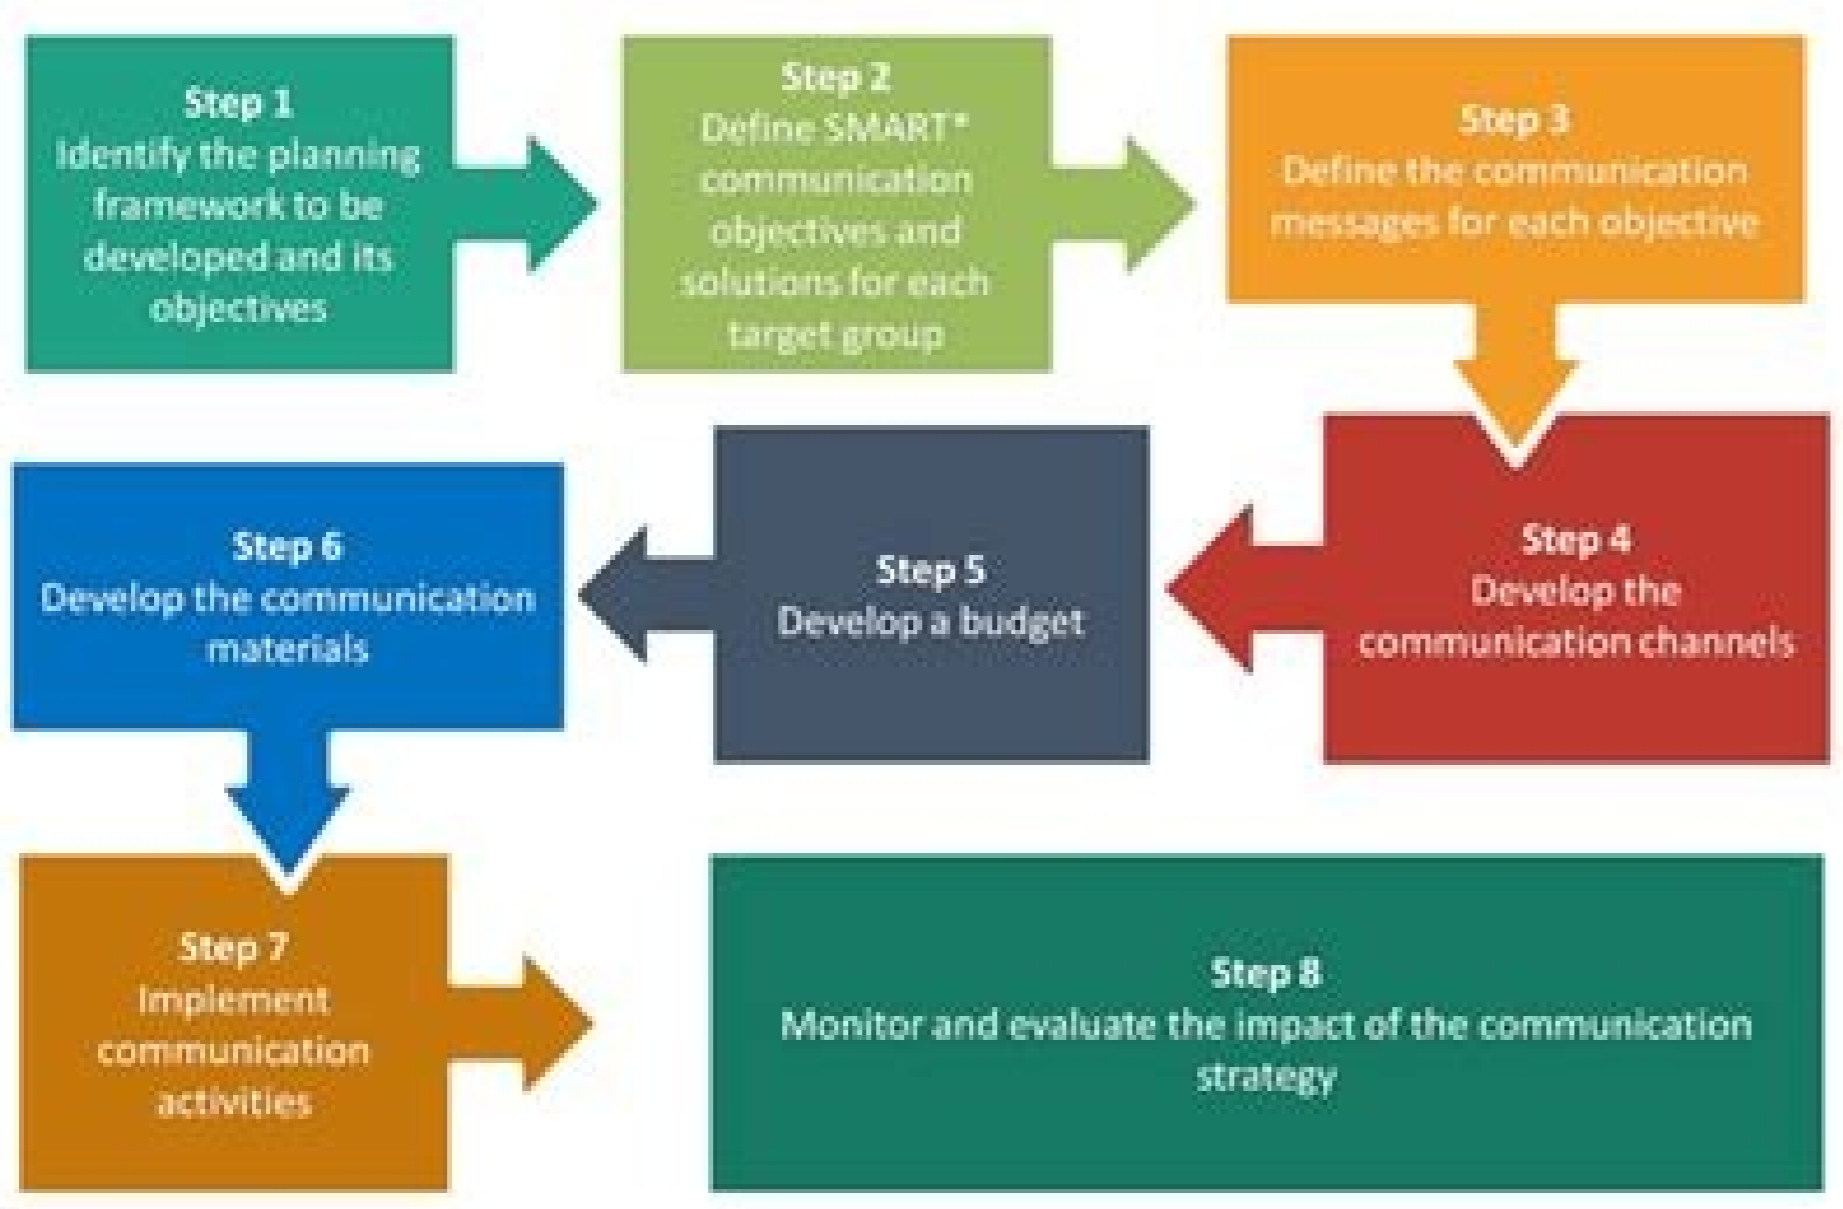 Step 1
Identify the planning
framework to be
developed and its
objectives
Step 2
Define SMART*
communication
objectives and
solutions for each
target group
Step 3
Define the communication
messages for each objective
Step 4
Develop the
communication channels
Step 5
Develop a budget
Step 6
Develop the communication
materials
Step 7
Implement
communication
activities
Step 8
Monitor and evaluate the impact of the communication
strategy